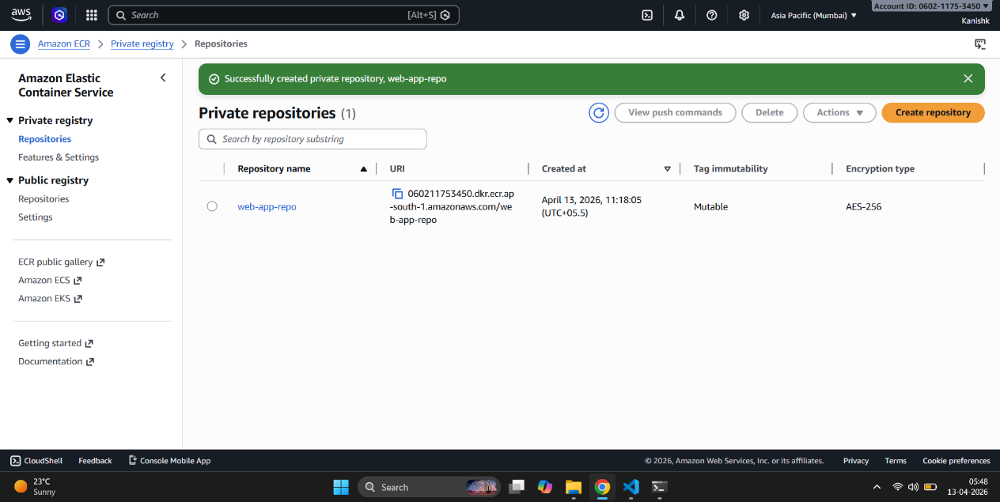 aws
Search
[Alt+S]
Asia Pacific (Mumbai) ▼
Account ID: 0602-1175-3450 ▼
Kanishk
Amazon ECR
Private registry
Repositories
Amazon Elastic
Container Service
Private registry
Repositories
Features & Settings
Public registry
Repositories
Settings
ECR public gallery
Amazon ECS
Amazon EKS
Getting started
Documentation
Successfully created private repository, web-app-repo
Private repositories (1)
View push commands
Delete
Actions ▼
Create repository
Search by repository substring
Repository name
URI
Created at
Tag immutability
Encryption type
web-app-repo
060211753450.dkr.ecr.ap
-south-1.amazonaws.com/we
b-app-repo
April 13, 2026, 11:18:05
(UTC+05.5)
Mutable
AES-256
CloudShell
Feedback
Console Mobile App
© 2026, Amazon Web Services, Inc. or its affiliates.
Privacy
Terms
Cookie preferences
23°C
Sunny
Search
05:48
13-04-2026